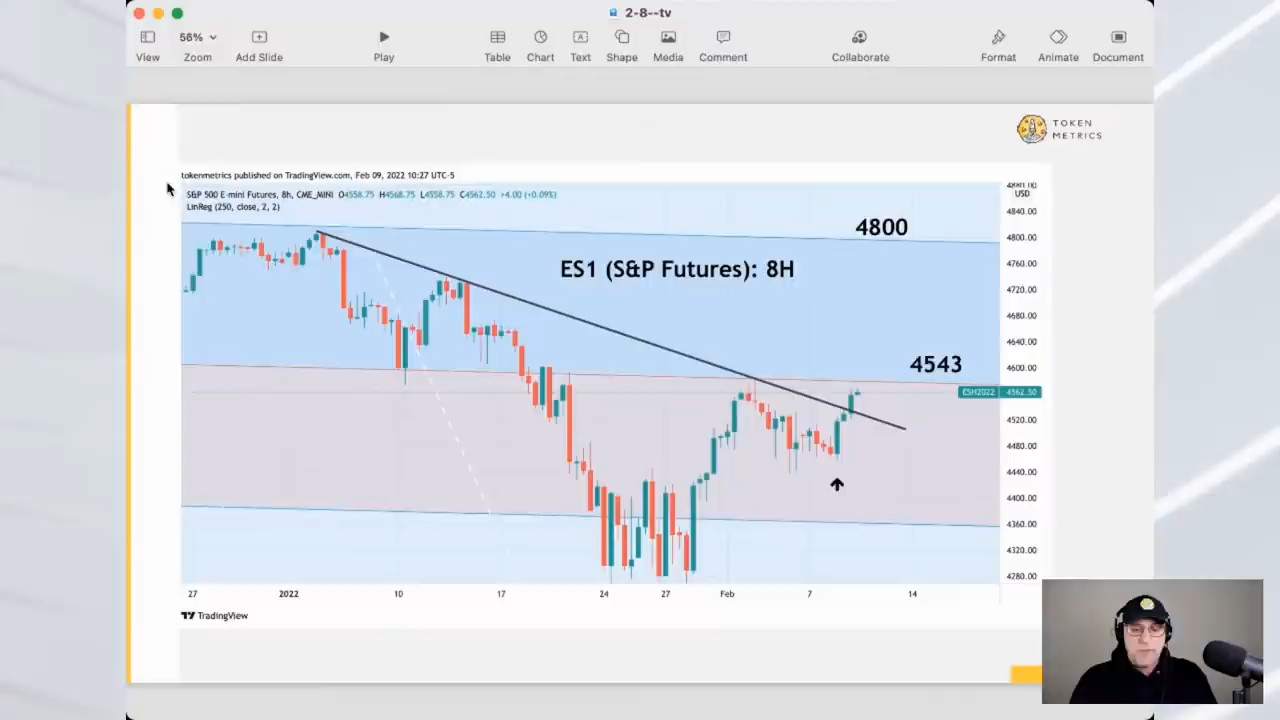 2-8--tv
56%
View Zoom Add Slide Play Table Chart Text Shape Media Comment Collaborate Format Animate Document
TOKEN
METRICS
tokenmetrics published on TradingView.com, Feb 09, 2022 10:27 UTC-5
S&P 500 E-mini Futures, 8h, CME_MINI O4558.75 H4568.75 L4558.75 C4562.50 +4.00 (+0.09%)
LinReg (250, close, 2, 2)
USD
4840.00
4800
4800.00
ES1 (S&P Futures): 8H
4760.00
4720.00
4680.00
4640.00
4543
4600.00
ESH2022 4562.50
4520.00
4480.00
4440.00
4400.00
4360.00
4320.00
4280.00
27 2022 10 17 24 27 Feb 7 14
TradingView